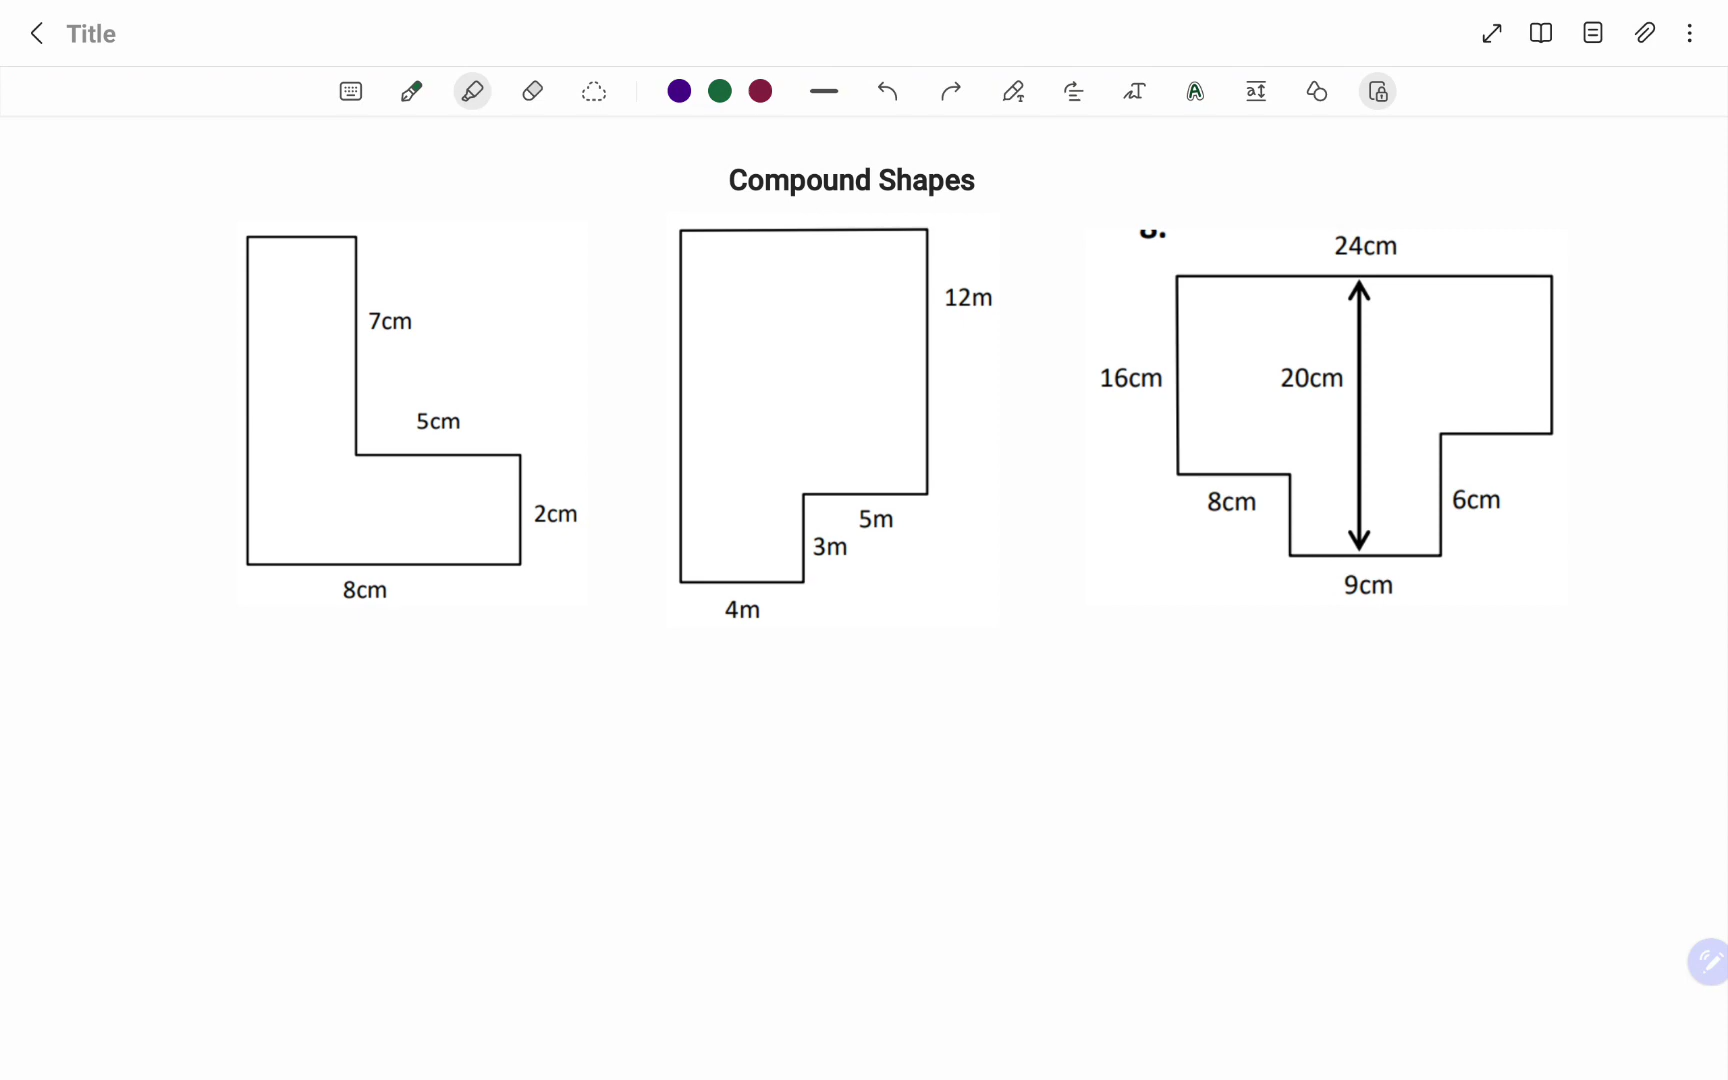 Title
Compound Shapes
7cm
5cm
2cm
8cm
12m
5m
3m
4m
24cm
16cm
20cm
8cm
6cm
9cm